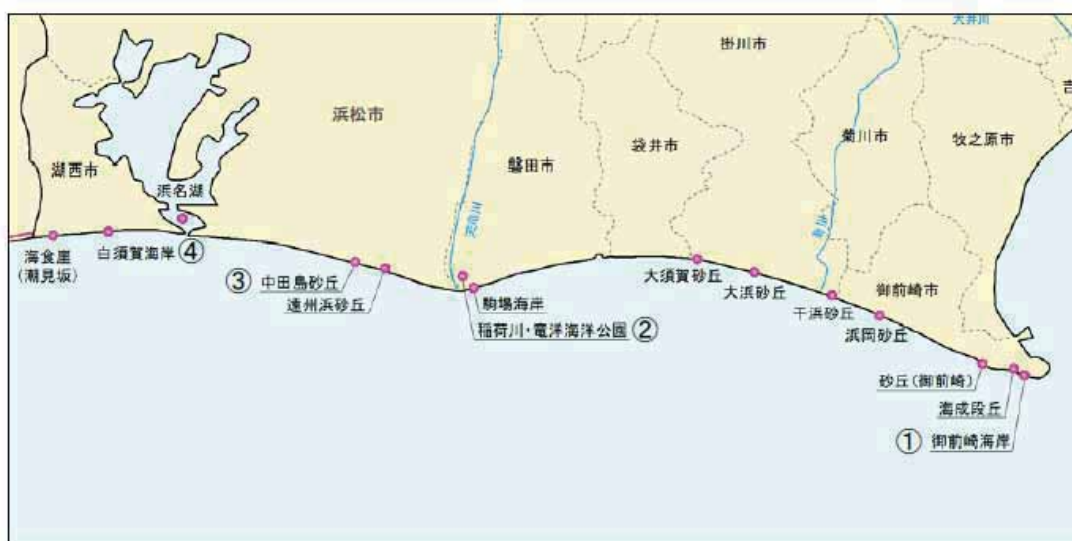 大井川
掛川市
吉
浜松市
菊川市
牧之原市
袋井市
磐田市
湖西市
浜名湖
天竜川
菊川
海食崖
(潮見坂)
白須賀海岸④
③ 中田島砂丘
遠州浜砂丘
駒場海岸
稲荷川・竜洋海洋公園 ②
大須賀砂丘
大浜砂丘
御前崎市
千浜砂丘
浜岡砂丘
砂丘(御前崎)
海成段丘
① 御前崎海岸